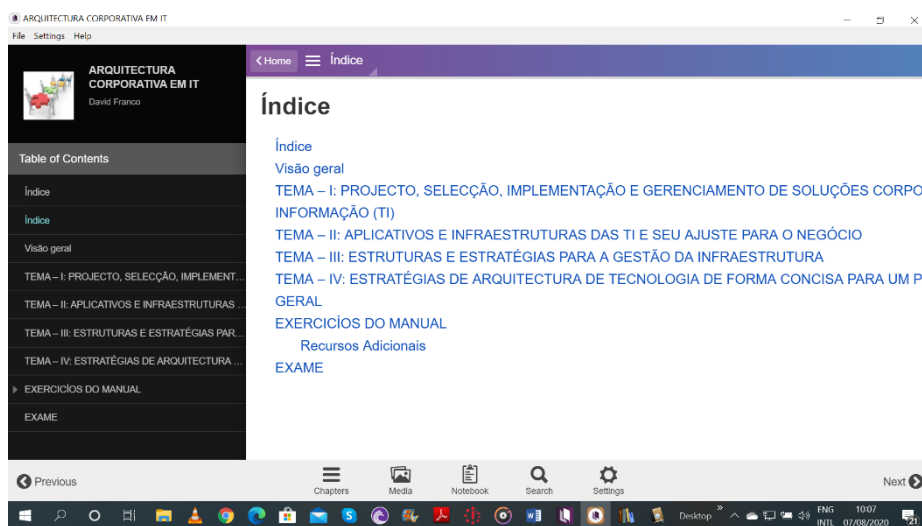 ARQUITECTURA CORPORATIVA EM IT
File Settings Help
ARQUITECTURA
CORPORATIVA EM IT
David Franco
Table of Contents
Índice
Índice
Visão geral
TEMA – I: PROJECTO, SELECÇÃO, IMPLEMENT...
TEMA – II: APLICATIVOS E INFRAESTRUTURAS ...
TEMA – III: ESTRUTURAS E ESTRATÉGIAS PAR...
TEMA – IV: ESTRATÉGIAS DE ARQUITECTURA ...
EXERCICÍOS DO MANUAL
EXAME
Home Índice
Índice
Índice
Visão geral
TEMA – I: PROJECTO, SELECÇÃO, IMPLEMENTAÇÃO E GERENCIAMENTO DE SOLUÇÕES CORPO
INFORMAÇÃO (TI)
TEMA – II: APLICATIVOS E INFRAESTRUTURAS DAS TI E SEU AJUSTE PARA O NEGÓCIO
TEMA – III: ESTRUTURAS E ESTRATÉGIAS PARA A GESTÃO DA INFRAESTRUTURA
TEMA – IV: ESTRATÉGIAS DE ARQUITECTURA DE TECNOLOGIA DE FORMA CONCISA PARA UM P
GERAL
EXERCICÍOS DO MANUAL
Recursos Adicionais
EXAME
Previous
Chapters Media Notebook Search Settings
Next
Desktop
ENG 10:07
INTL 07/08/2020